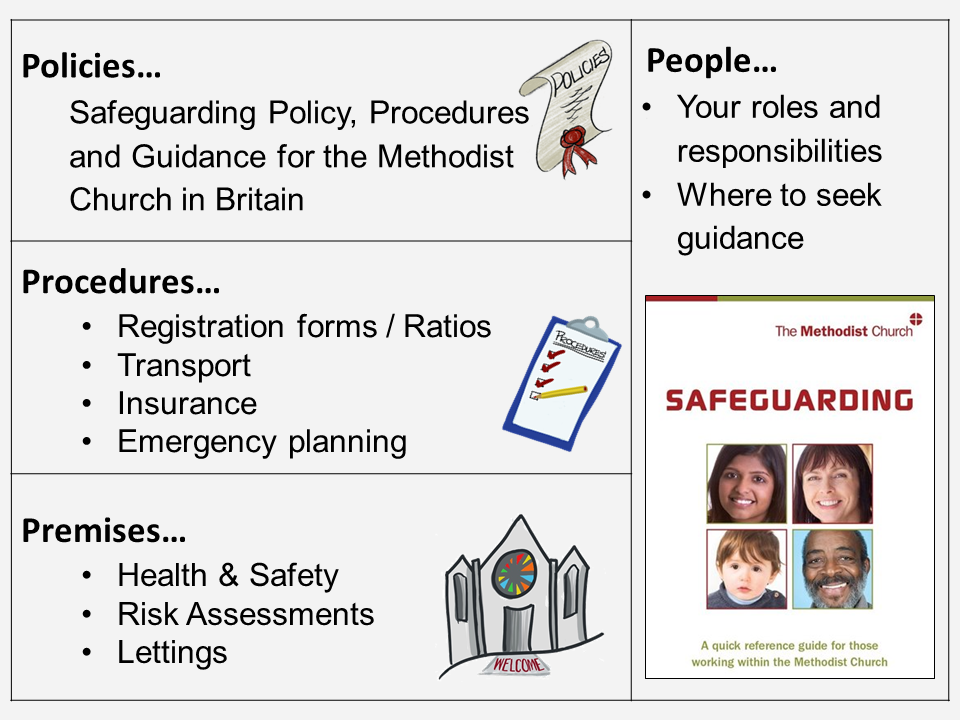 Policies…
Safeguarding Policy, Procedures
and Guidance for the Methodist
Church in Britain
POLICIES
Procedures…
• Registration forms / Ratios
• Transport
• Insurance
• Emergency planning
PROCEDURES
Premises…
• Health & Safety
• Risk Assessments
• Lettings
WELCOME
People…
• Your roles and
responsibilities
• Where to seek
guidance
The Methodist Church
SAFEGUARDING
A quick reference guide for those
working within the Methodist Church